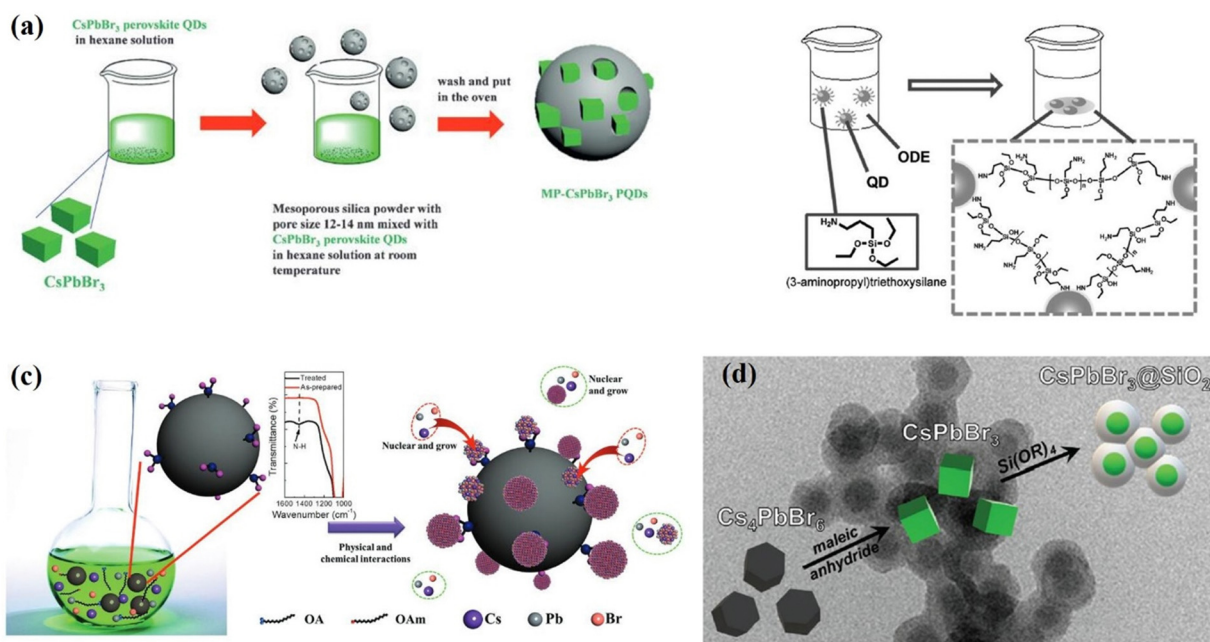 (a)
CsPbBr₃ perovskite QDs
in hexane solution
wash and put
in the oven
MP-CsPbBr₃ PQDs
CsPbBr₃
Mesoporous silica powder with
pore size 12-14 nm mixed with
CsPbBr₃ perovskite QDs
in hexane solution at room
temperature
ODE
QD
H₂N
Si
O
O
O
(3-aminopropyl)triethoxysilane
(c)
Treated
As-prepared
Transmittance (%)
N-H
1600 1400 1200 1000
Wavenumber (cm⁻¹)
Physical and
chemical interactions
Nuclear and grow
Nuclear
and grow
OA
OAm
Cs
Pb
Br
(d)
CsPbBr₃@SiO₂
CsPbBr₃
Si(OR)₄
Cs₄PbBr₆
maleic
anhydride